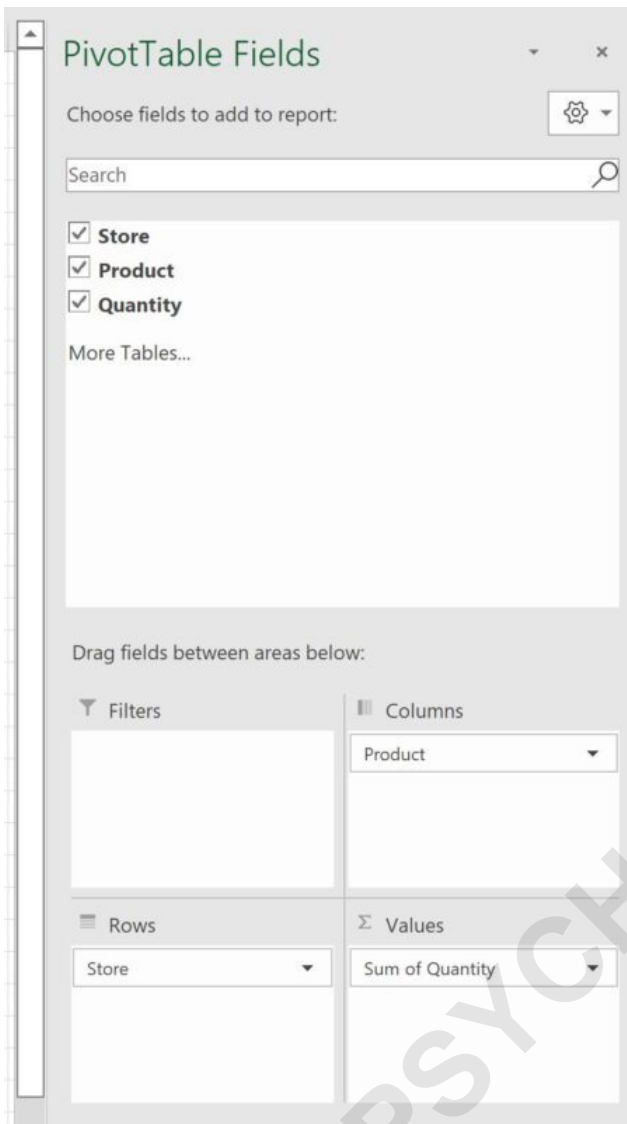 PivotTable Fields
Choose fields to add to report:
Search
Store
Product
Quantity
More Tables...
Drag fields between areas below:
Filters
Columns
Product
Rows
Σ Values
Store
Sum of Quantity
PSYCH